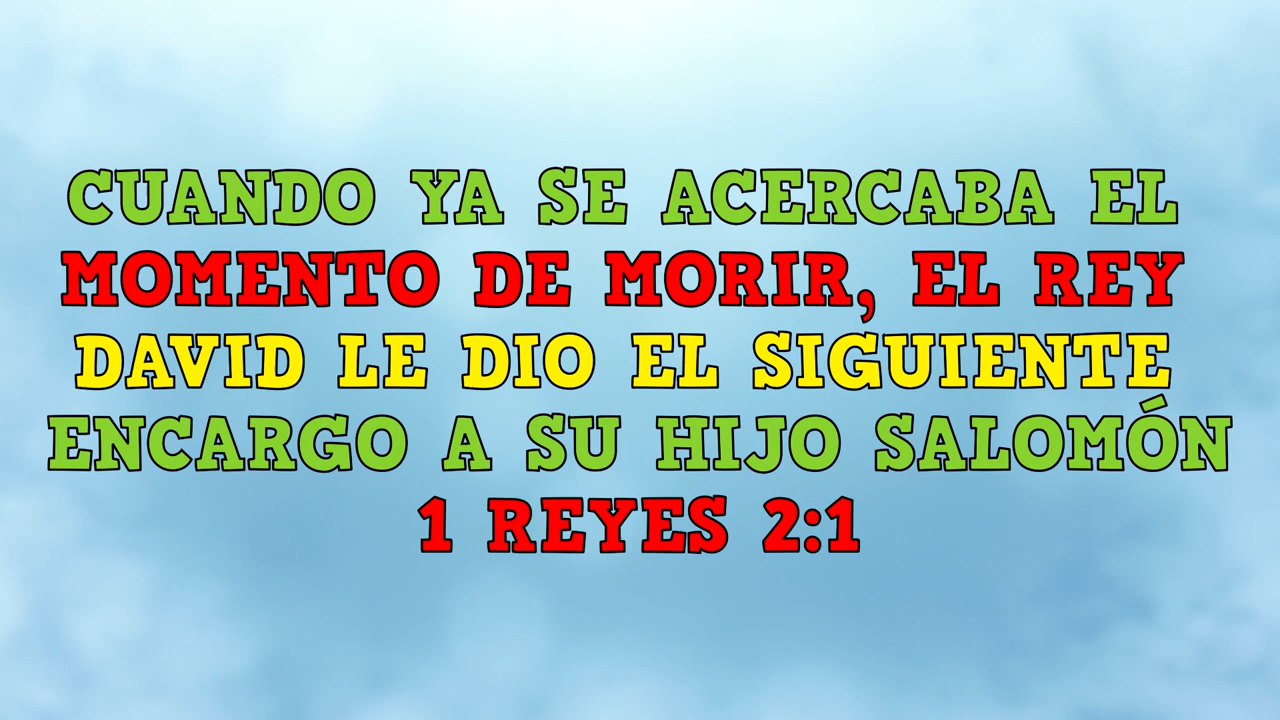 CUANDO YA SE ACERCABA EL
MOMENTO DE MORIR, EL REY
DAVID LE DIO EL SIGUIENTE
ENCARGO A SU HIJO SALOMÓN
1 REYES 2:1